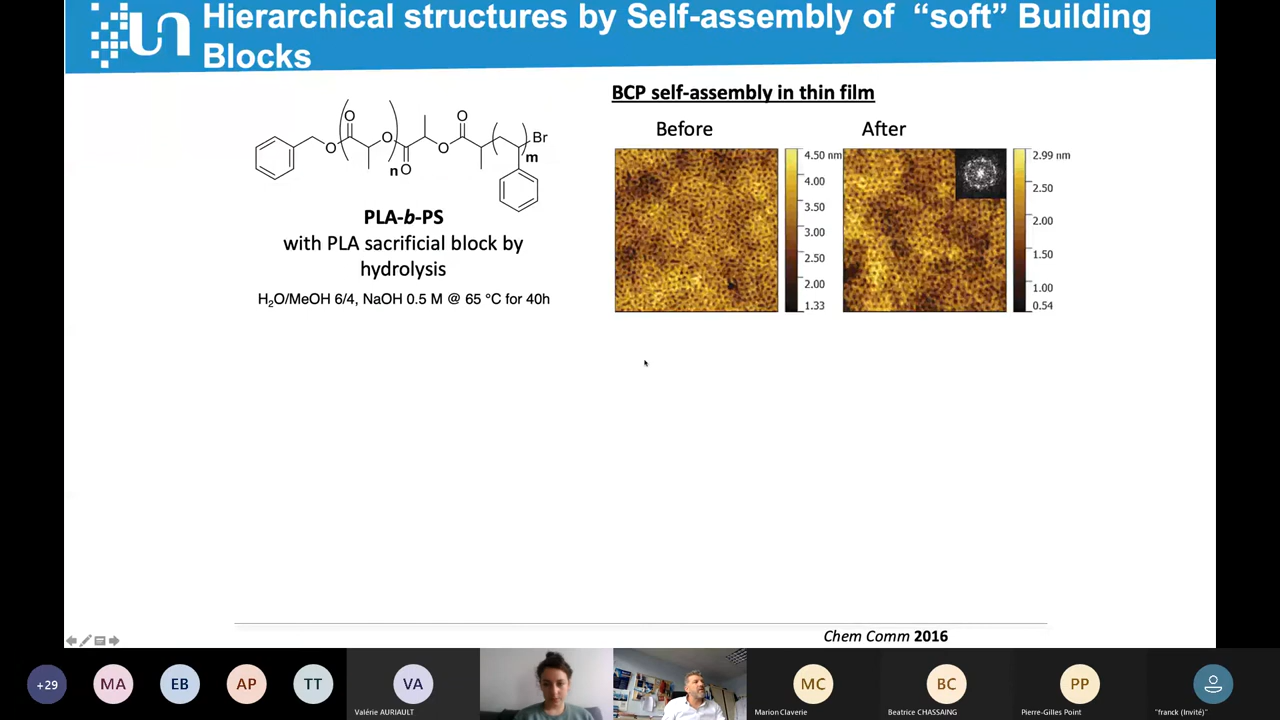 Hierarchical structures by Self-assembly of “soft” Building
Blocks
BCP self-assembly in thin film
Before
After
O
O
O
O
O
O
n
m
Br
PLA-b-PS
with PLA sacrificial block by
hydrolysis
H₂O/MeOH 6/4, NaOH 0.5 M @ 65 °C for 40h
4.50 nm
4.00
3.50
3.00
2.50
2.00
1.33
2.99 nm
2.50
2.00
1.50
1.00
0.54
Chem Comm 2016
+29
MA
EB
AP
TT
VA
Valérie AURIAULT
MC
Marion Claverie
BC
Beatrice CHASSAING
PP
Pierre-Gilles Point
"franck (Invité)"